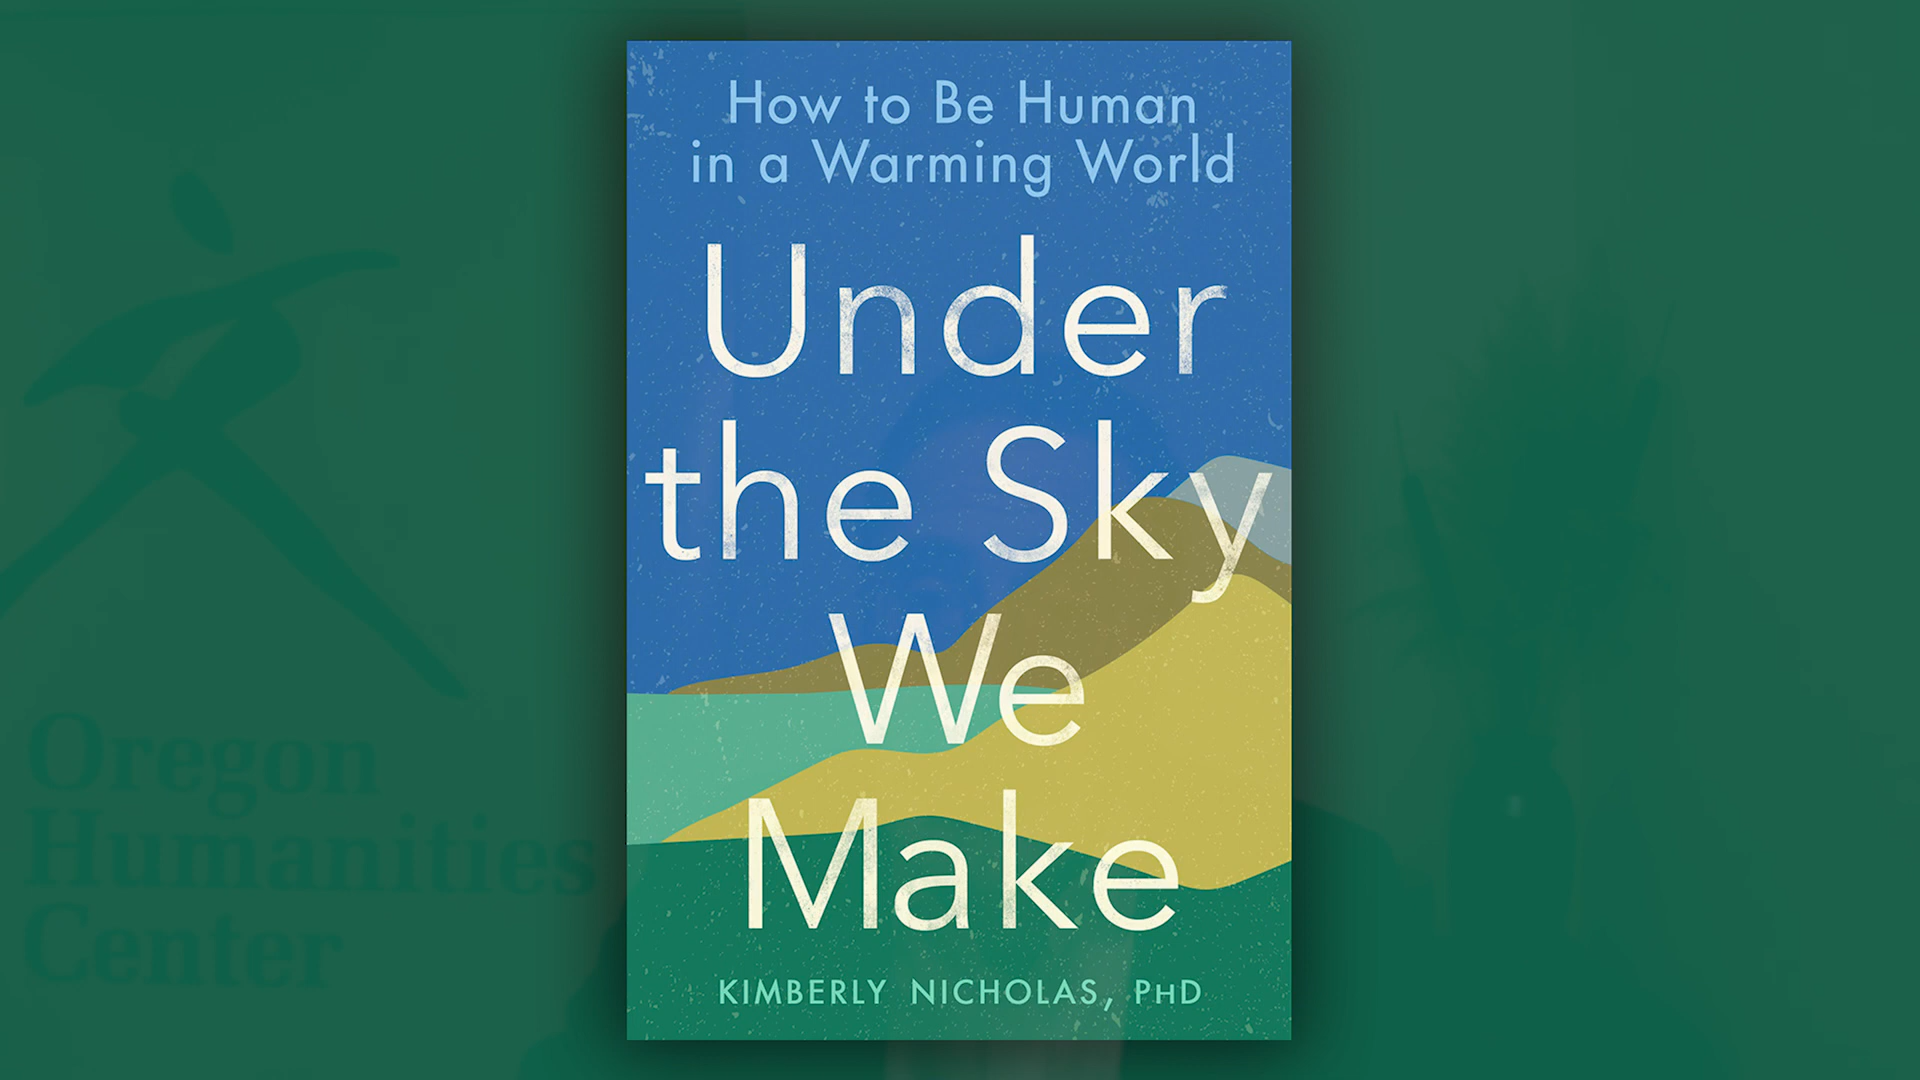 How to Be Human
in a Warming World
Under
the Sky
We
Make
KIMBERLY NICHOLAS, PHD
Oregon
Humanities
Center